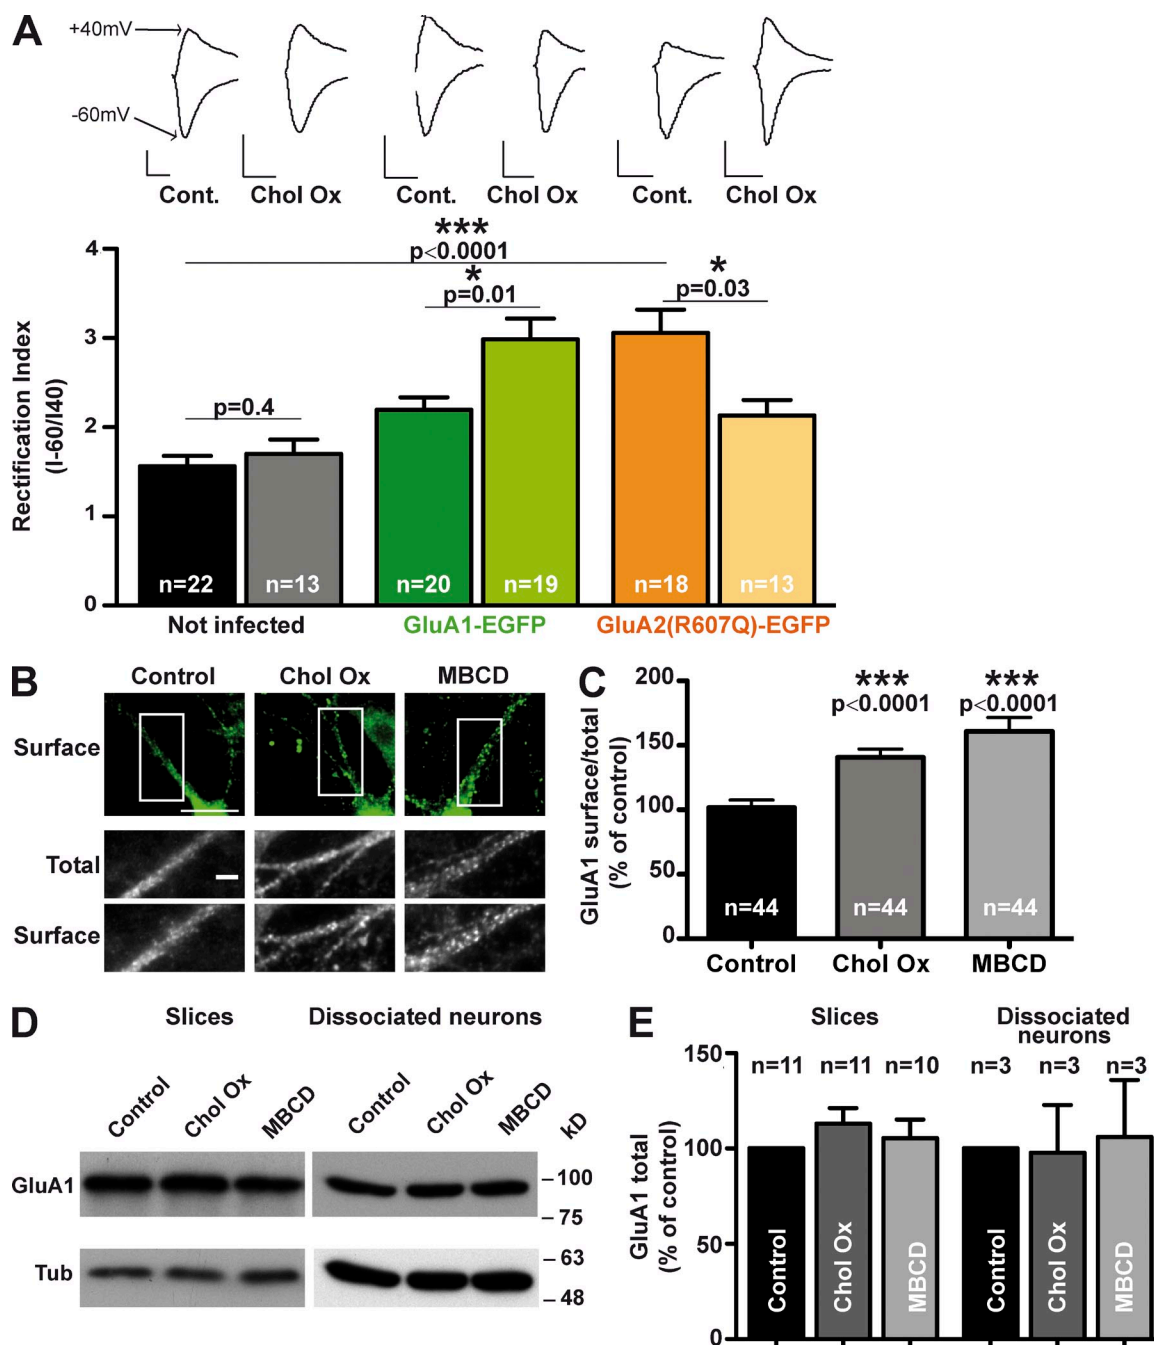 A
+40mV
-60mV
Cont.
Chol Ox
Cont.
Chol Ox
Cont.
Chol Ox
Rectification Index
(I-60/I40)
4
3
2
1
0
***
p<0.0001
*
p=0.01
*
p=0.03
p=0.4
n=22
n=13
n=20
n=19
n=18
n=13
Not infected
GluA1-EGFP
GluA2(R607Q)-EGFP
B
Control
Chol Ox
MBCD
Surface
Total
Surface
C
GluA1 surface/total
(% of control)
200
150
100
50
0
***
p<0.0001
***
p<0.0001
n=44
n=44
n=44
Control
Chol Ox
MBCD
D
Slices
Dissociated neurons
Control
Chol Ox
MBCD
Control
Chol Ox
MBCD
kD
GluA1
– 100
– 75
Tub
– 63
– 48
E
Slices
Dissociated
neurons
GluA1 total
(% of control)
150
100
50
0
n=11
n=11
n=10
n=3
n=3
n=3
Control
Chol Ox
MBCD
Control
Chol Ox
MBCD